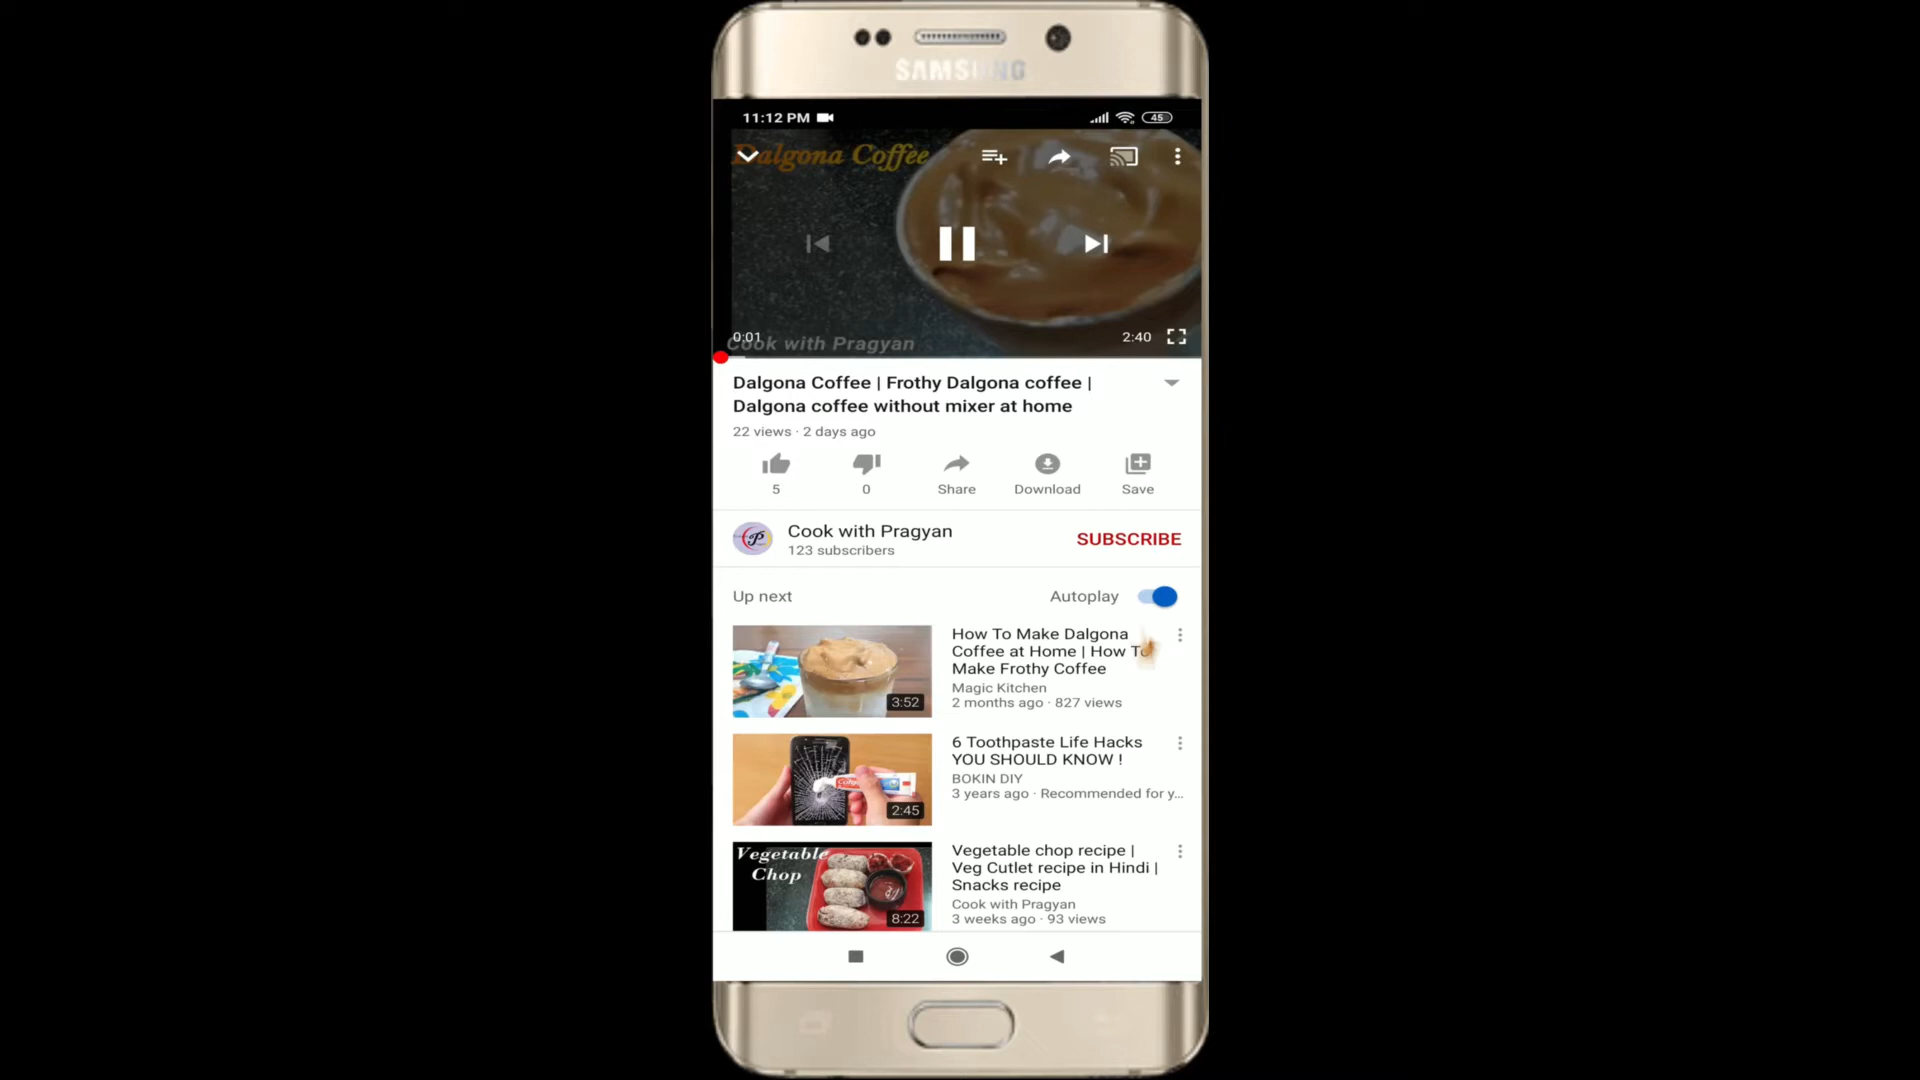 SAMSUNG
11:12 PM
45
Dalgona Coffee
0:01
2:40
Cook with Pragyan
Dalgona Coffee | Frothy Dalgona coffee |
Dalgona coffee without mixer at home
22 views · 2 days ago
5
0
Share
Download
Save
P
Cook with Pragyan
123 subscribers
SUBSCRIBE
Up next
Autoplay
How To Make Dalgona
Coffee at Home | How To
Make Frothy Coffee
Magic Kitchen
2 months ago · 827 views
3:52
6 Toothpaste Life Hacks
YOU SHOULD KNOW !
BOKIN DIY
3 years ago · Recommended for y...
2:45
Vegetable
Chop
Vegetable chop recipe |
Veg Cutlet recipe in Hindi |
Snacks recipe
Cook with Pragyan
3 weeks ago · 93 views
8:22